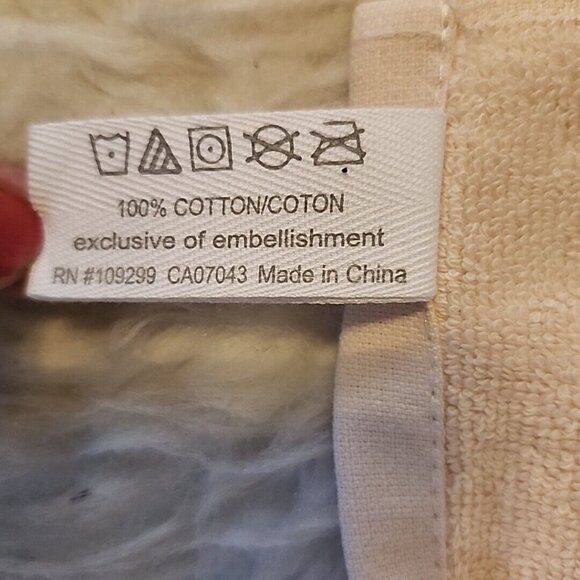 100% COTTON/COTON
exclusive of embellishment
RN #109299 CA07043 Made in China